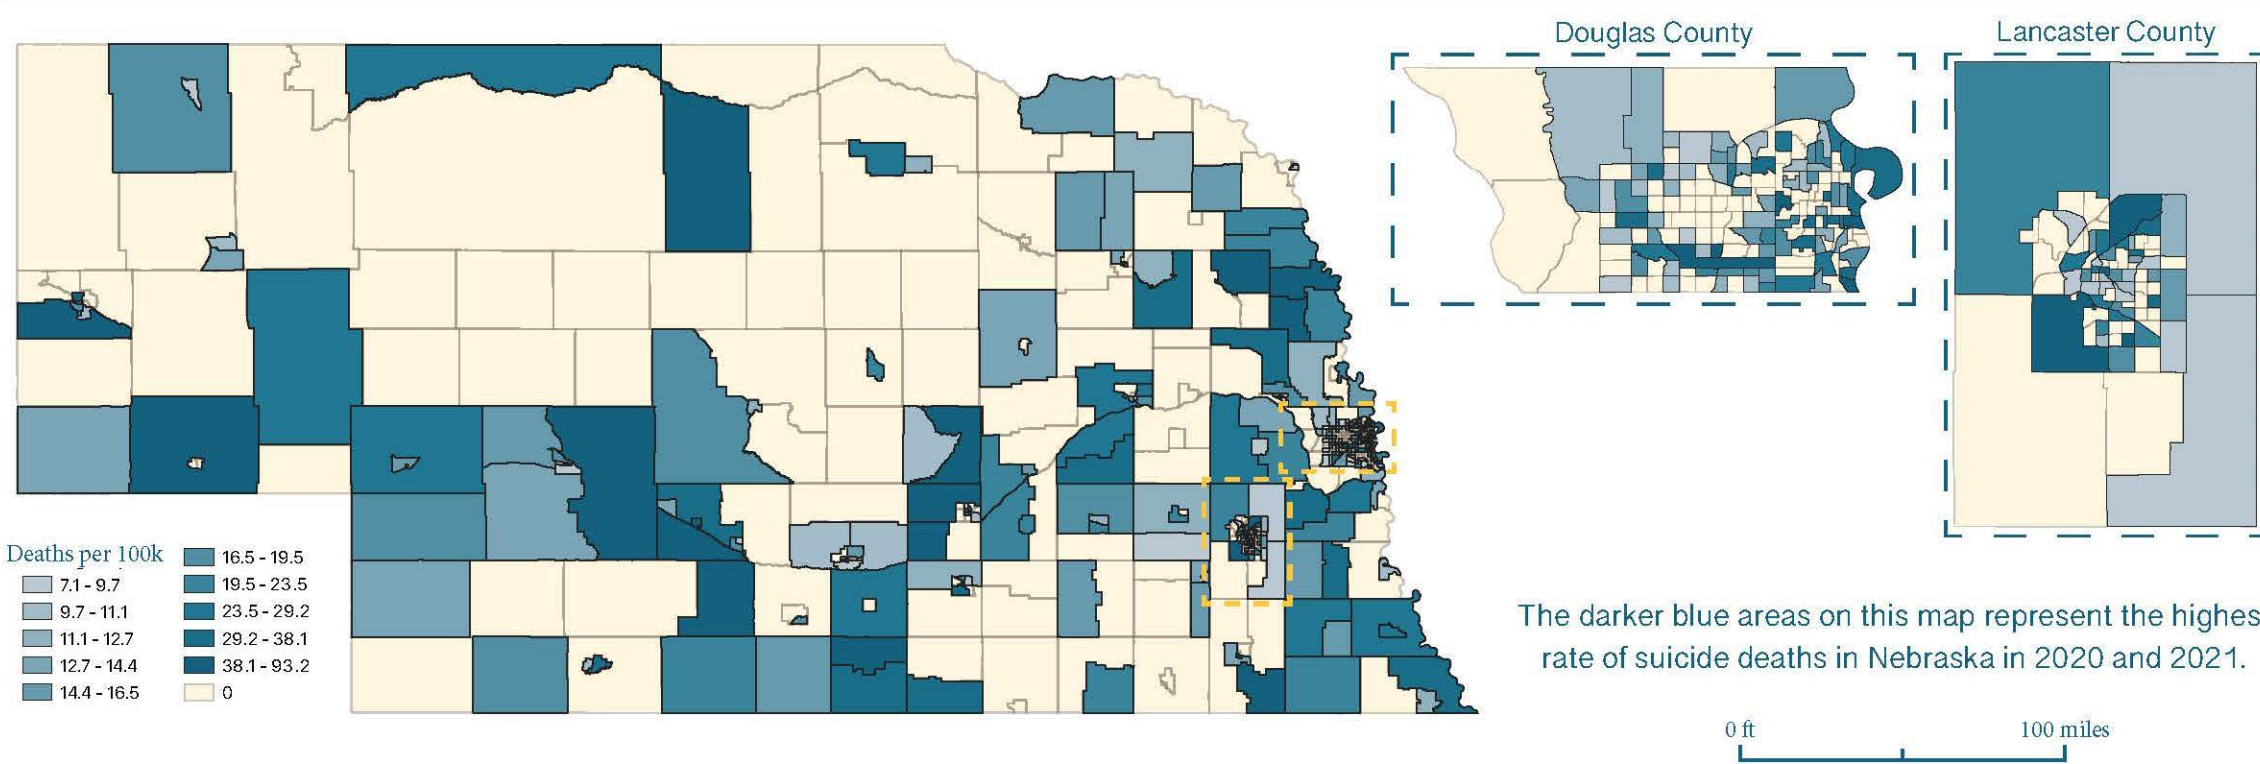 Douglas County
Lancaster County
Deaths per 100k
7.1 - 9.7
9.7 - 11.1
11.1 - 12.7
12.7 - 14.4
14.4 - 16.5
16.5 - 19.5
19.5 - 23.5
23.5 - 29.2
29.2 - 38.1
38.1 - 93.2
0
The darker blue areas on this map represent the highes
rate of suicide deaths in Nebraska in 2020 and 2021.
0 ft
100 miles